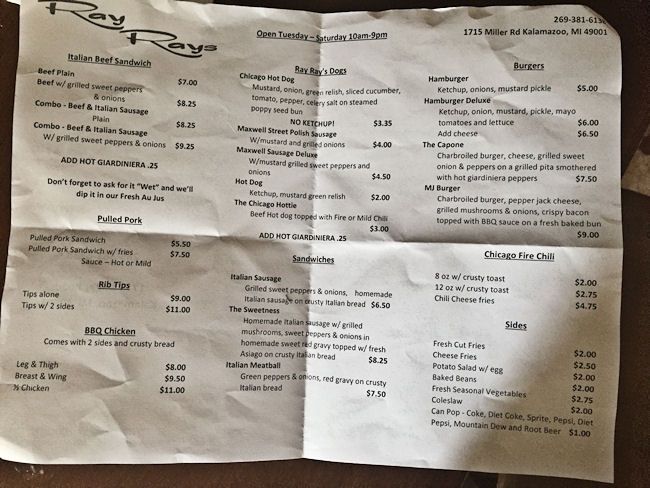 Ray
Rays
Open Tuesday – Saturday 10am-9pm
269-381-613
1715 Miller Rd Kalamazoo, MI 49001
Italian Beef Sandwich
Beef Plain $7.00
Beef w/ grilled sweet peppers
& onions $8.25
Combo - Beef & Italian Sausage
Plain $8.25
Combo - Beef & Italian Sausage
W/ grilled sweet peppers & onions $9.25
ADD HOT GIARDINIERA .25
Don't forget to ask for it "Wet" and we'll
dip it in our Fresh Au Jus
Pulled Pork
Pulled Pork Sandwich $5.50
Pulled Pork Sandwich w/ fries $7.50
Sauce – Hot or Mild
Rib Tips
Tips alone $9.00
Tips w/ 2 sides $11.00
BBQ Chicken
Comes with 2 sides and crusty bread
Leg & Thigh $8.00
Breast & Wing $9.50
½ Chicken $11.00
Ray Ray's Dogs
Chicago Hot Dog
Mustard, onion, green relish, sliced cucumber,
tomato, pepper, celery salt on steamed
poppy seed bun
NO KETCHUP! $3.35
Maxwell Street Polish Sausage
W/mustard and grilled onions $4.00
Maxwell Sausage Deluxe
W/mustard grilled sweet peppers and
onions $4.50
Hot Dog
Ketchup, mustard, green relish $2.00
The Chicago Hottie
Beef Hot dog topped with Fire or Mild Chili
$3.00
ADD HOT GIARDINIERA .25
Sandwiches
Italian Sausage
Grilled sweet peppers & onions, homemade
Italian sausage on crusty Italian bread $6.50
The Sweetness
Homemade Italian sausage w/ grilled
mushrooms, sweet peppers & onions in
homemade sweet red gravy topped w/ fresh
Asiago on crusty Italian bread $8.25
Italian Meatball
Green peppers & onions, red gravy on crusty
Italian bread $7.50
Burgers
Hamburger
Ketchup, onions, mustard pickle $5.00
Hamburger Deluxe
Ketchup, onion, mustard, pickle, mayo
tomatoes and lettuce $6.00
Add cheese $6.50
The Capone
Charbroiled burger, cheese, grilled sweet
onion & peppers on a grilled pita smothered
with hot giardiniera peppers $7.50
MJ Burger
Charbroiled burger, pepper jack cheese,
grilled mushrooms & onions, crispy bacon
topped with BBQ sauce on a fresh baked bun
$9.00
Chicago Fire Chili
8 oz w/ crusty toast $2.00
12 oz w/ crusty toast $2.75
Chili Cheese fries $4.75
Sides
Fresh Cut Fries $2.00
Cheese Fries $2.50
Potato Salad w/ egg $2.00
Baked Beans $2.00
Fresh Seasonal Vegetables $2.75
Coleslaw $2.00
Can Pop - Coke, Diet Coke, Sprite, Pepsi, Diet
Pepsi, Mountain Dew and Root Beer $1.00